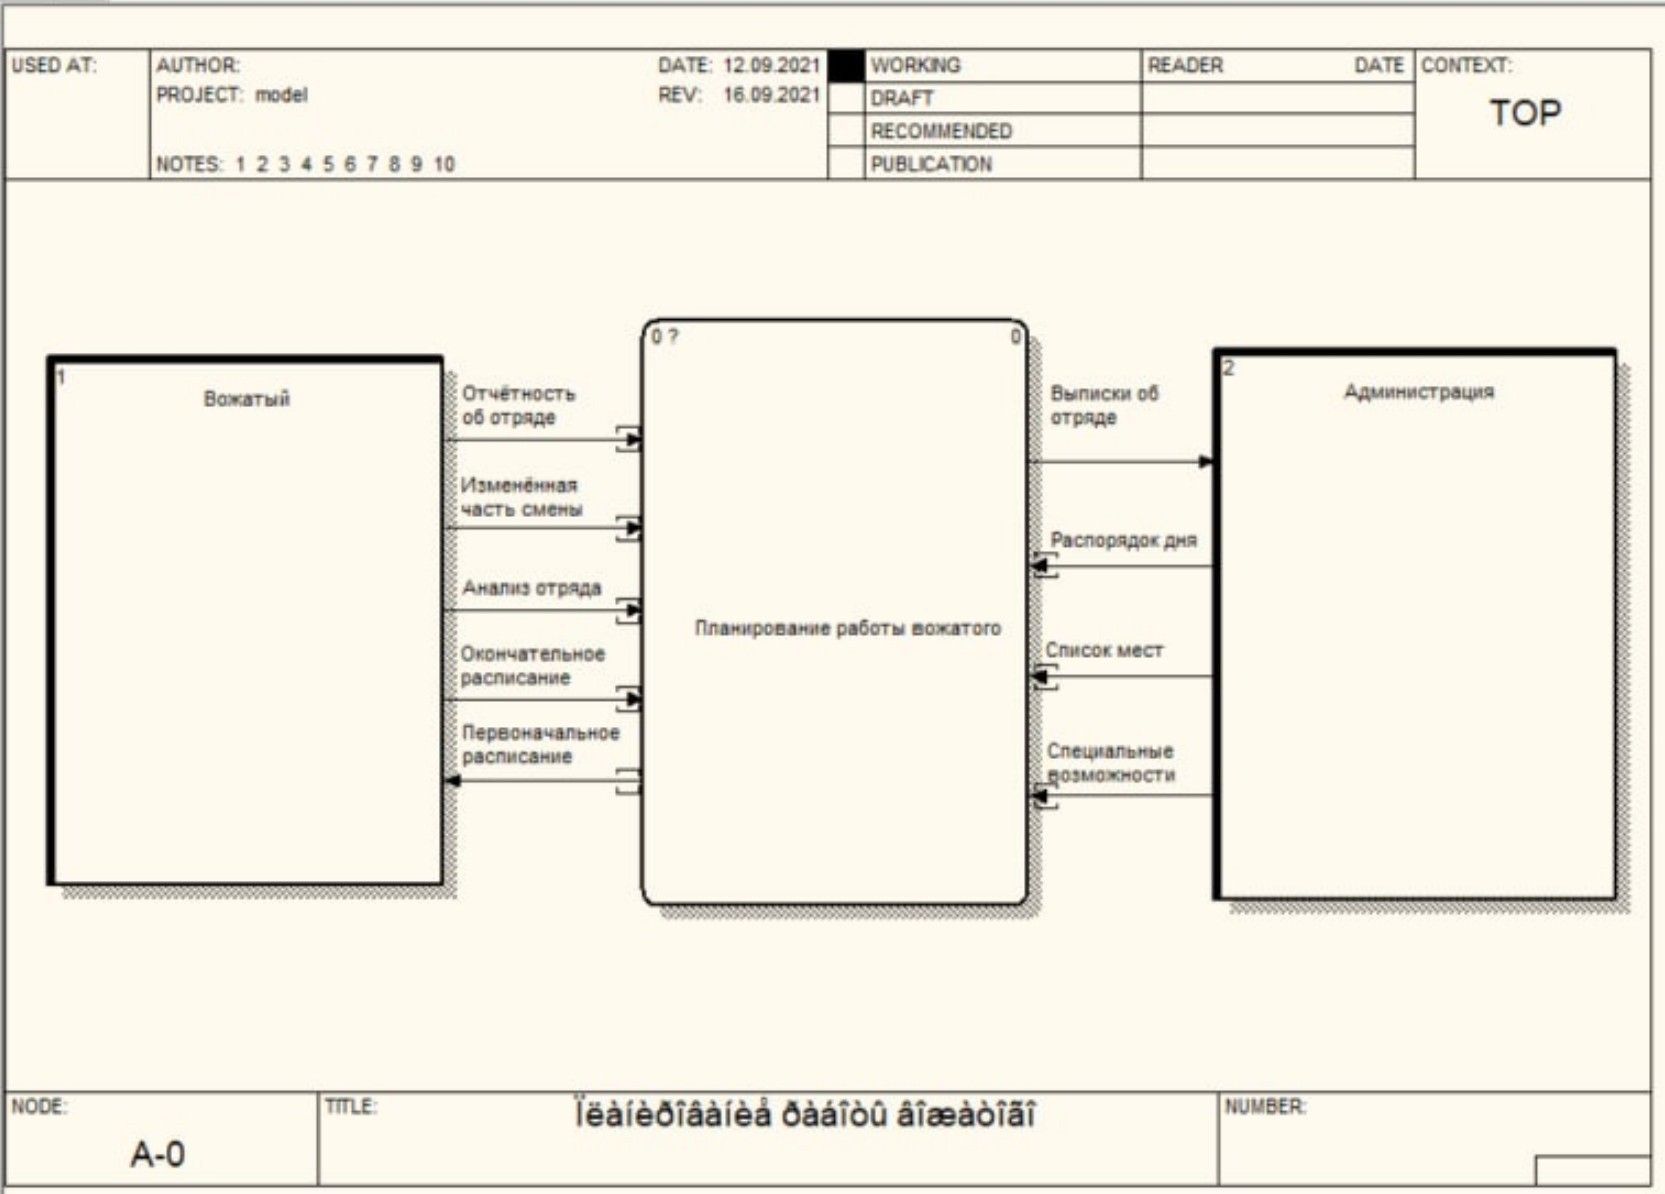 USED AT:
AUTHOR:
PROJECT: model
DATE: 12.09.2021
REV: 16.09.2021
NOTES: 1 2 3 4 5 6 7 8 9 10
WORKING
DRAFT
RECOMMENDED
PUBLICATION
READER DATE
CONTEXT:
TOP
1
Вожатый
Отчётность
об отряде
Изменённая
часть смены
Анализ отряда
Окончательное
расписание
Первоначальное
расписание
0 ? 0
Планирование работы вожатого
Выписки об
отряде
Распорядок дня
Список мест
Специальные
возможности
2
Администрация
NODE:
A-0
TITLE:
Ïëàíèðîâàíèå ðàáîòû âîæàòîãî
NUMBER: